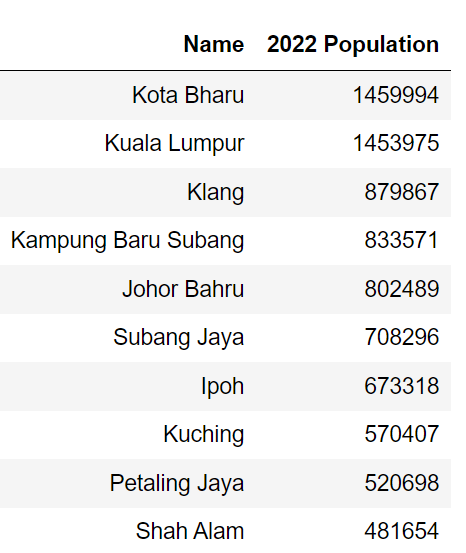 Name 2022 Population
Kota Bharu 1459994
Kuala Lumpur 1453975
Klang 879867
Kampung Baru Subang 833571
Johor Bahru 802489
Subang Jaya 708296
Ipoh 673318
Kuching 570407
Petaling Jaya 520698
Shah Alam 481654